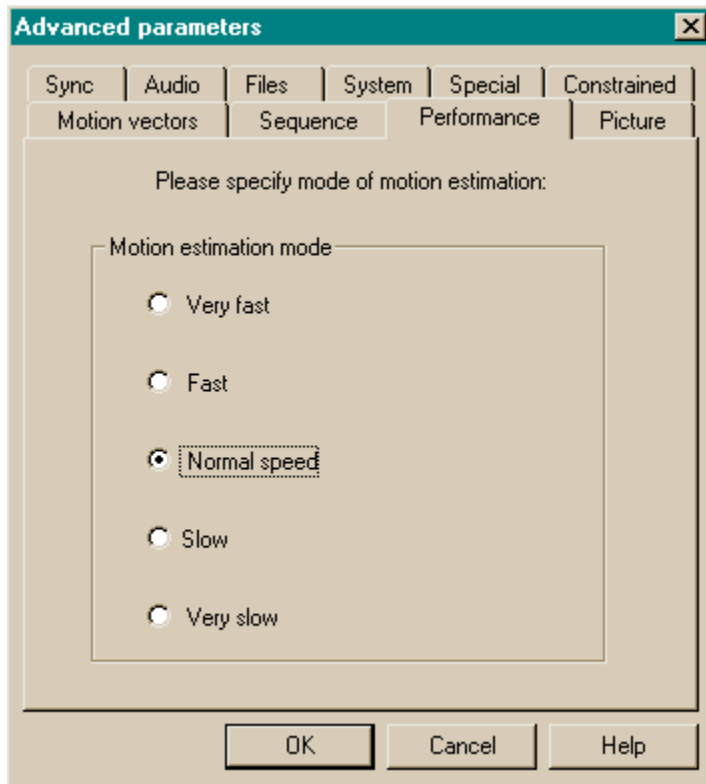 Advanced parameters
Sync Audio Files System Special Constrained
Motion vectors Sequence Performance Picture
Please specify mode of motion estimation:
Motion estimation mode
Very fast
Fast
Normal speed
Slow
Very slow
OK Cancel Help